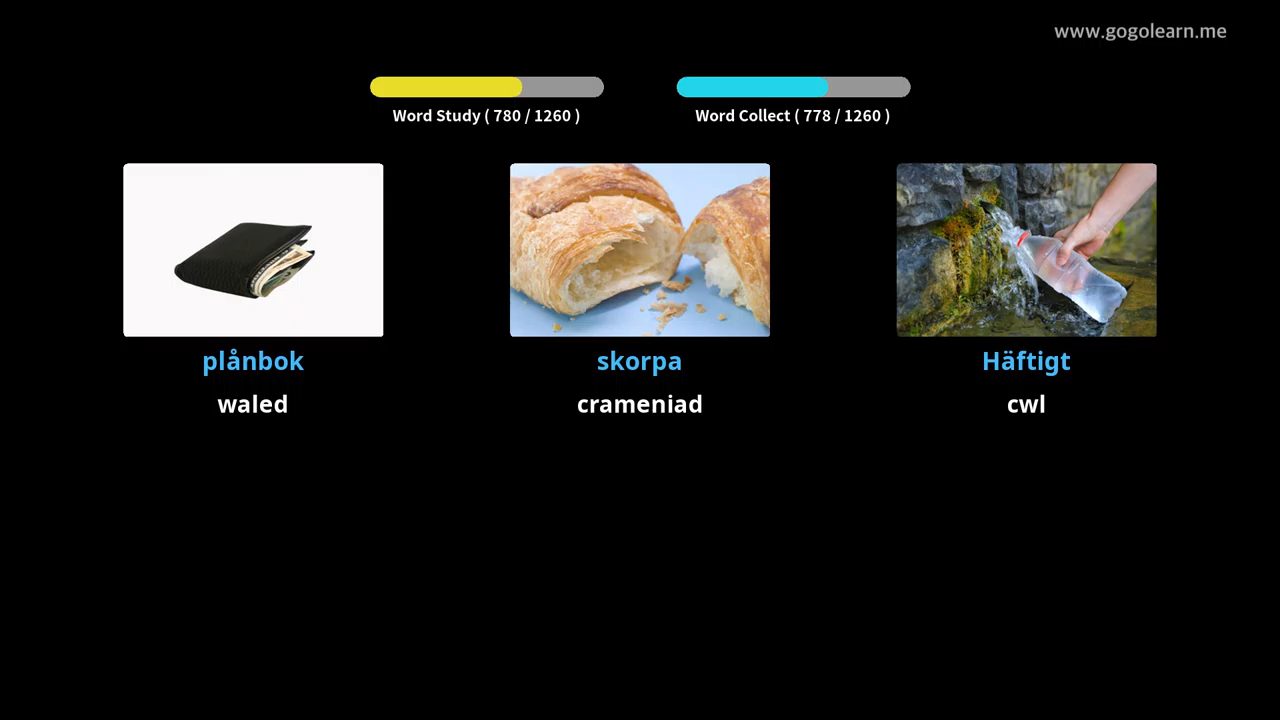 www.gogolearn.me
Word Study ( 780 / 1260 )
Word Collect ( 778 / 1260 )
plånbok
skorpa
Häftigt
waled
crameniad
cwl